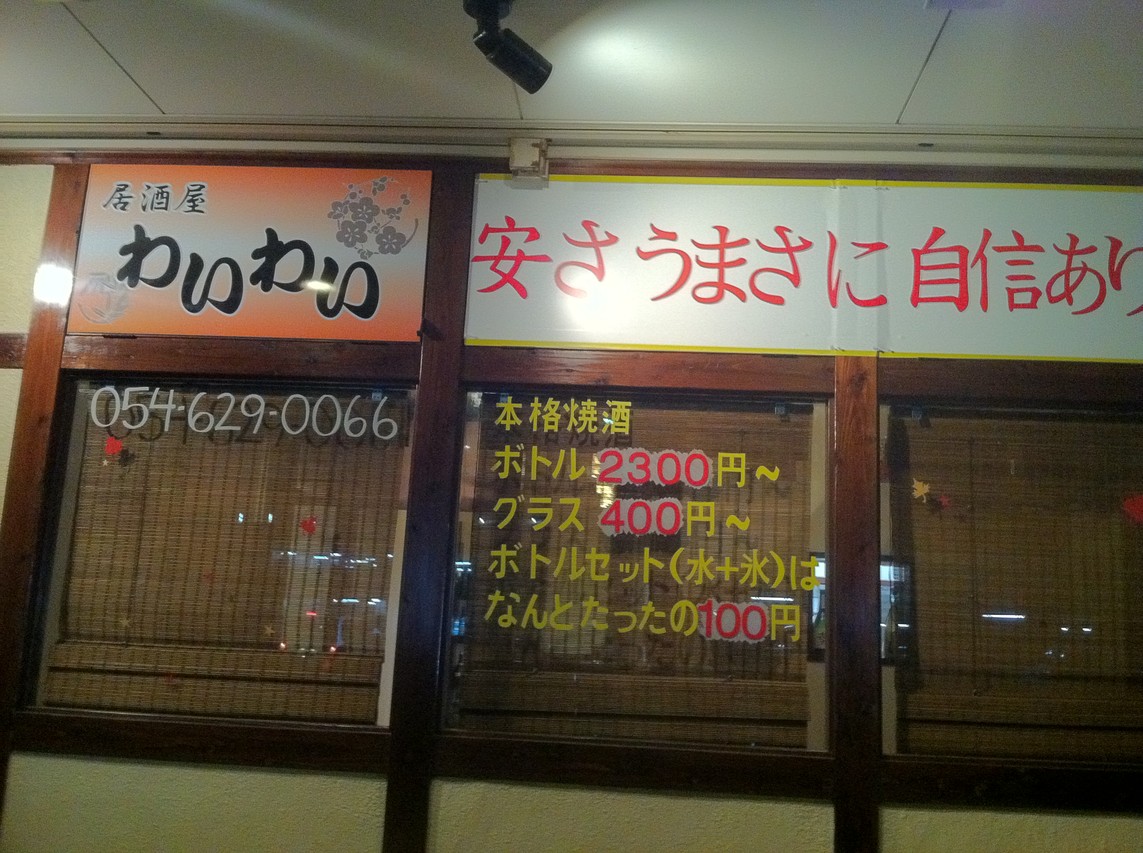 居酒屋
わいわい
安さうまさに自信あり
054-629-0066
本格焼酒
ボトル2300円~
グラス400円~
ボトルセット(水+氷)は
なんとたったの100円